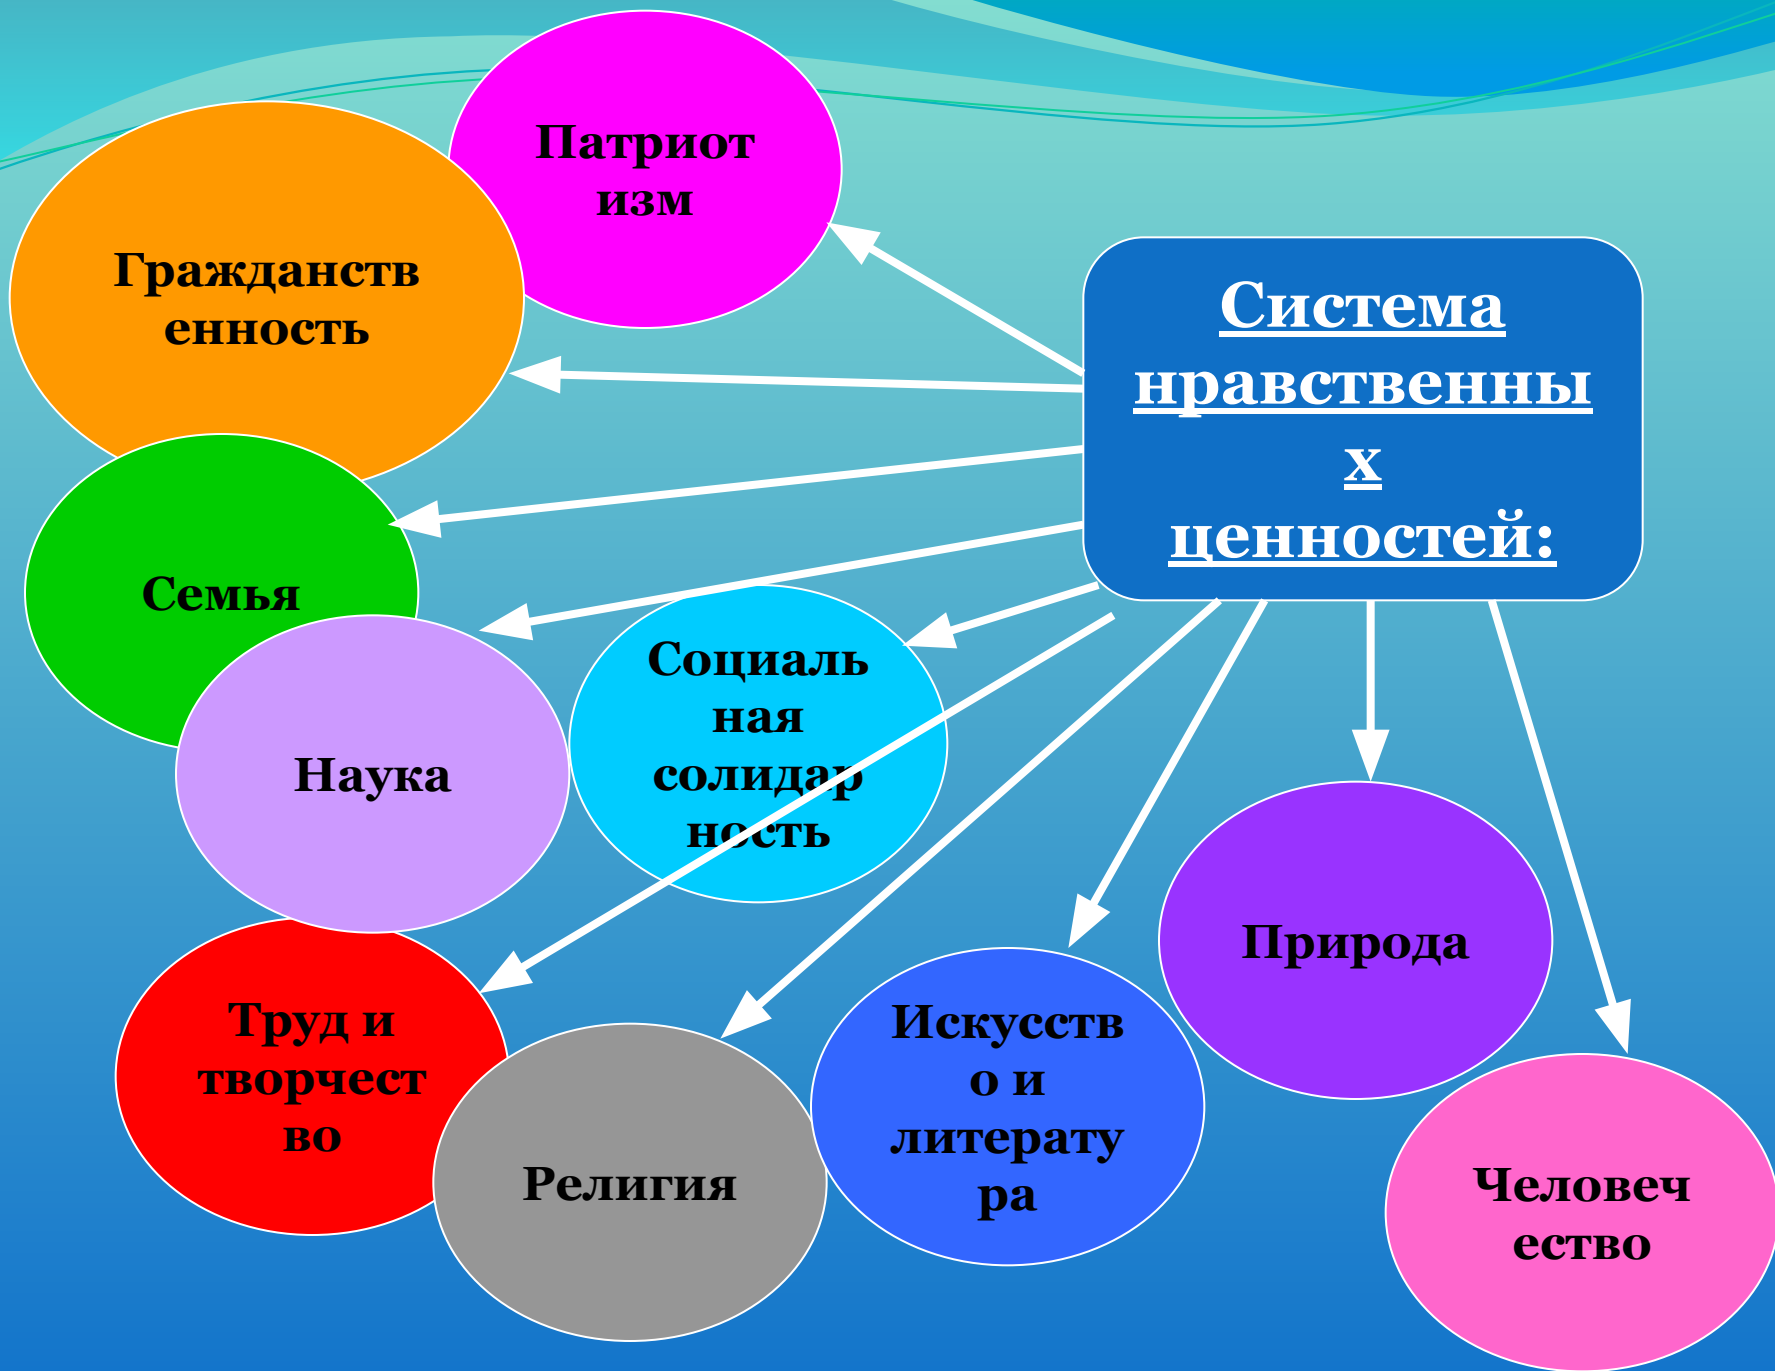 Патриот
изм
Гражданств
енность
Система
нравственны
х
ценностей:
Семья
Социаль
ная
солидар
ность
Наука
Природа
Труд и
творчест
во
Религия
Искусств
о и
литерату
ра
Человеч
ество